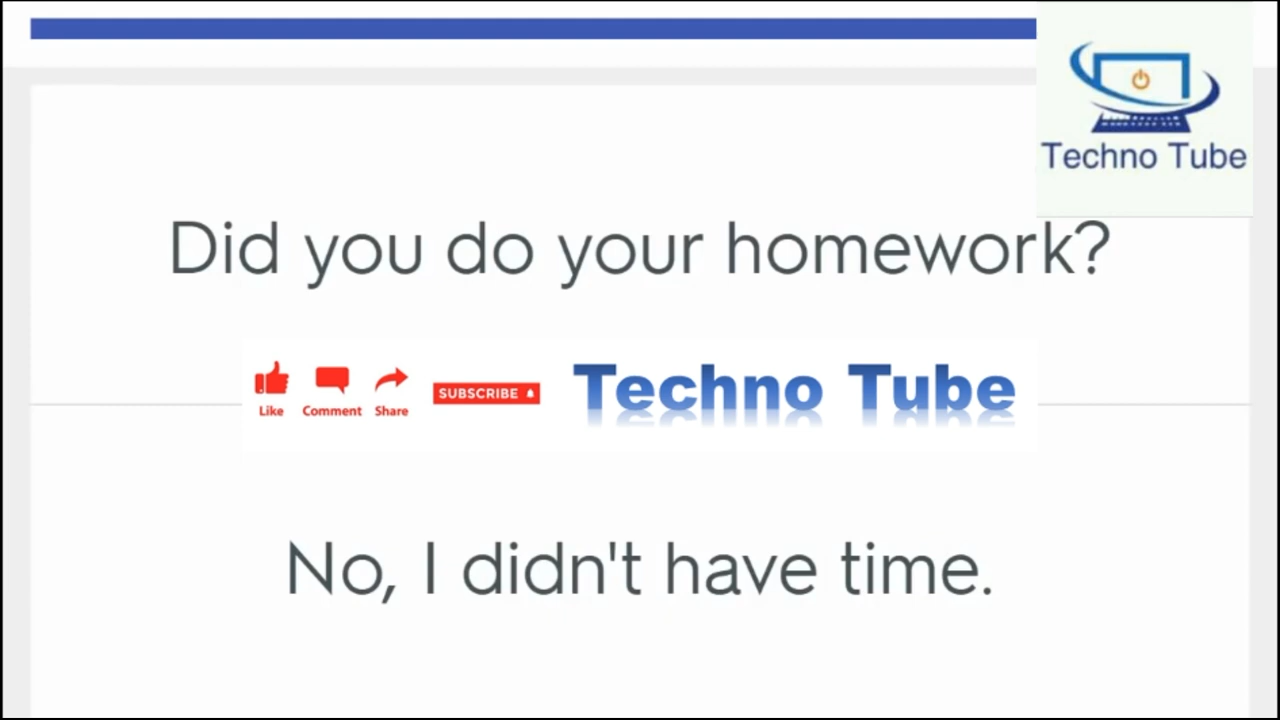 Techno Tube
Did you do your homework?
Like Comment Share SUBSCRIBE Techno Tube
No, I didn't have time.